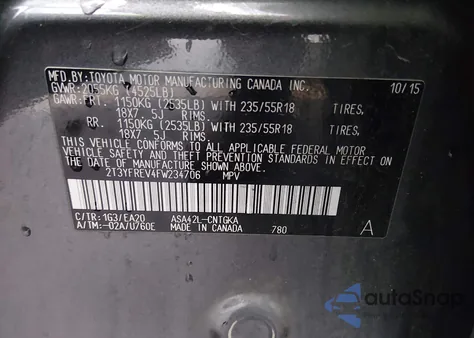 MFD.BY: TOYOTA MOTOR MANUFACTURING CANADA INC. 10/15
GVWR: 2055KG (4525LB)
GAWR: FRT. 1150KG (2535LB) WITH 235/55R18 TIRES,
18X7. 5J RIMS.
RR. 1150KG (2535LB) WITH 235/55R18 TIRES,
18X7. 5J RIMS.
THIS VEHICLE CONFORMS TO ALL APPLICABLE FEDERAL MOTOR
VEHICLE SAFETY AND THEFT PREVENTION STANDARDS IN EFFECT ON
THE DATE OF MANUFACTURE SHOWN ABOVE.
2T3YFREV4FW234706 MPV
C/TR: 1G3/EA20 ASA42L-CNTGKA A
A/TM: -02A/U760E MADE IN CANADA 780
autoSnap